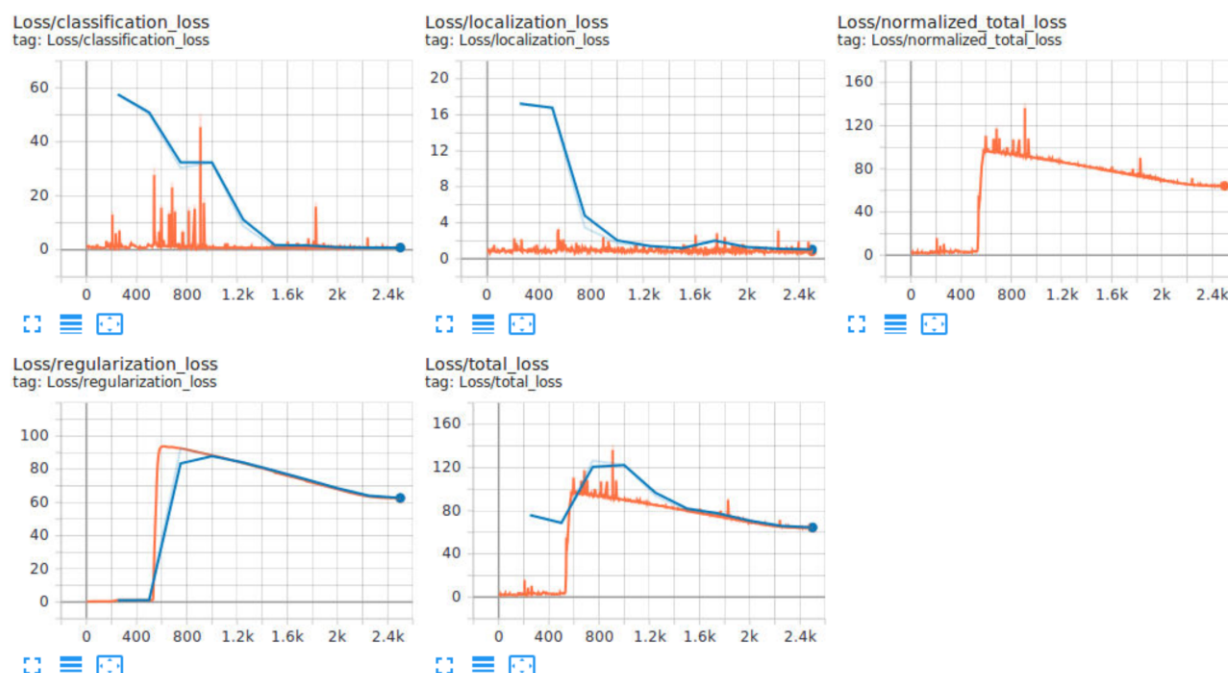 Loss/classification_loss
tag: Loss/classification_loss
60
40
20
0
0 400 800 1.2k 1.6k 2k 2.4k
Loss/localization_loss
tag: Loss/localization_loss
20
16
12
8
4
0
0 400 800 1.2k 1.6k 2k 2.4k
Loss/normalized_total_loss
tag: Loss/normalized_total_loss
160
120
80
40
0
0 400 800 1.2k 1.6k 2k 2.4k
Loss/regularization_loss
tag: Loss/regularization_loss
100
80
60
40
20
0
0 400 800 1.2k 1.6k 2k 2.4k
Loss/total_loss
tag: Loss/total_loss
160
120
80
40
0
0 400 800 1.2k 1.6k 2k 2.4k